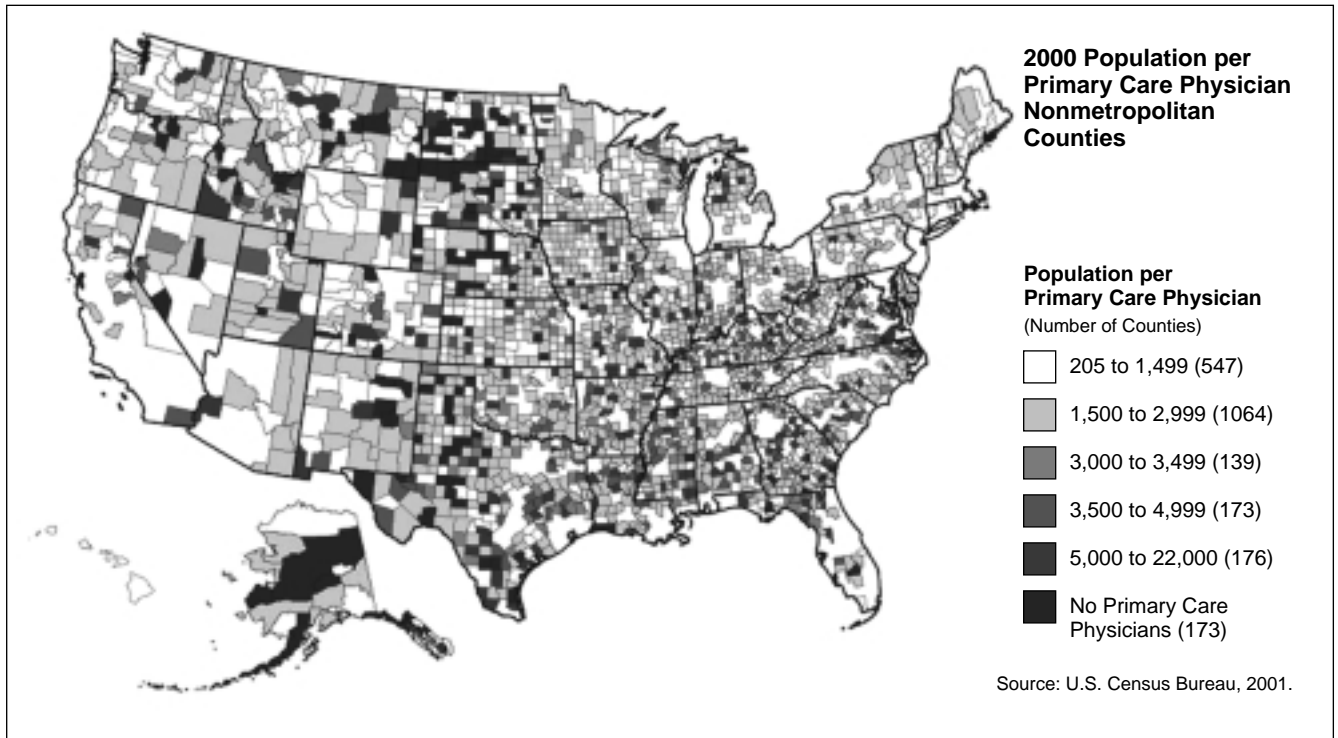 2000 Population per
Primary Care Physician
Nonmetropolitan
Counties
Population per
Primary Care Physician
(Number of Counties)
205 to 1,499 (547)
1,500 to 2,999 (1064)
3,000 to 3,499 (139)
3,500 to 4,999 (173)
5,000 to 22,000 (176)
No Primary Care
Physicians (173)
Source: U.S. Census Bureau, 2001.